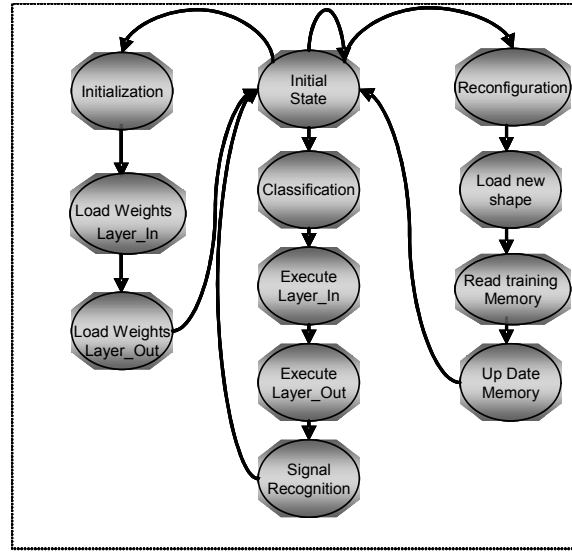 Initialization
Load Weights
Layer_In
Load Weights
Layer_Out
Initial
State
Classification
Execute
Layer_In
Execute
Layer_Out
Signal
Recognition
Reconfiguration
Load new
shape
Read training
Memory
Up Date
Memory